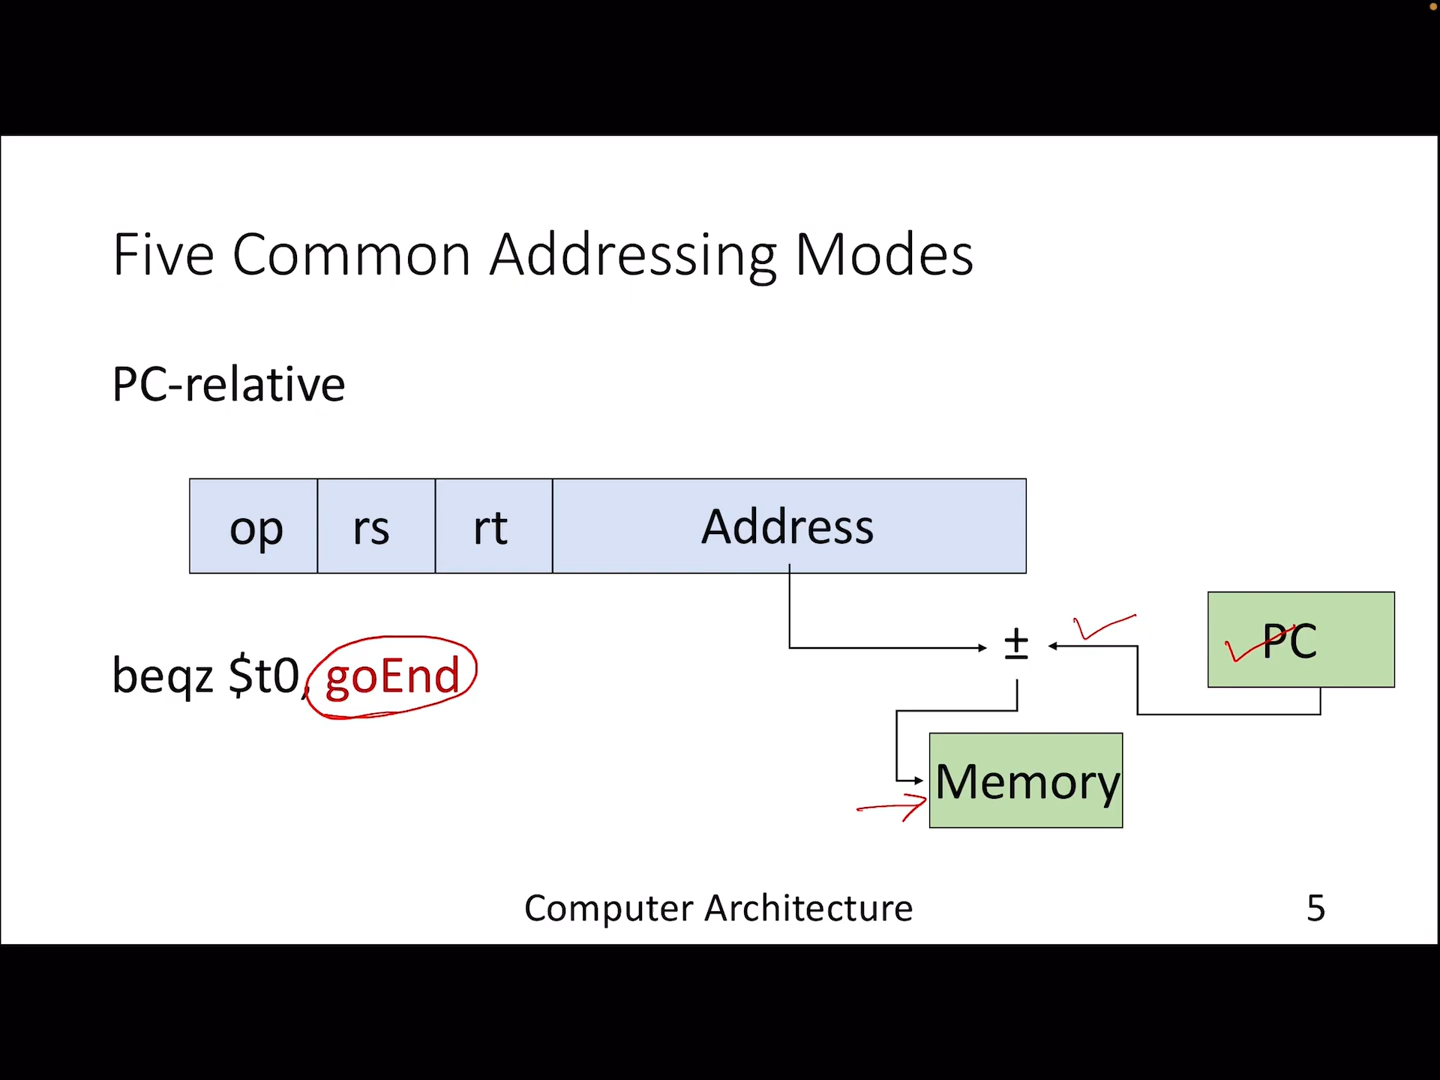 Five Common Addressing Modes
PC-relative
op rs rt Address
± PC
beqz $t0, goEnd
Memory
Computer Architecture 5